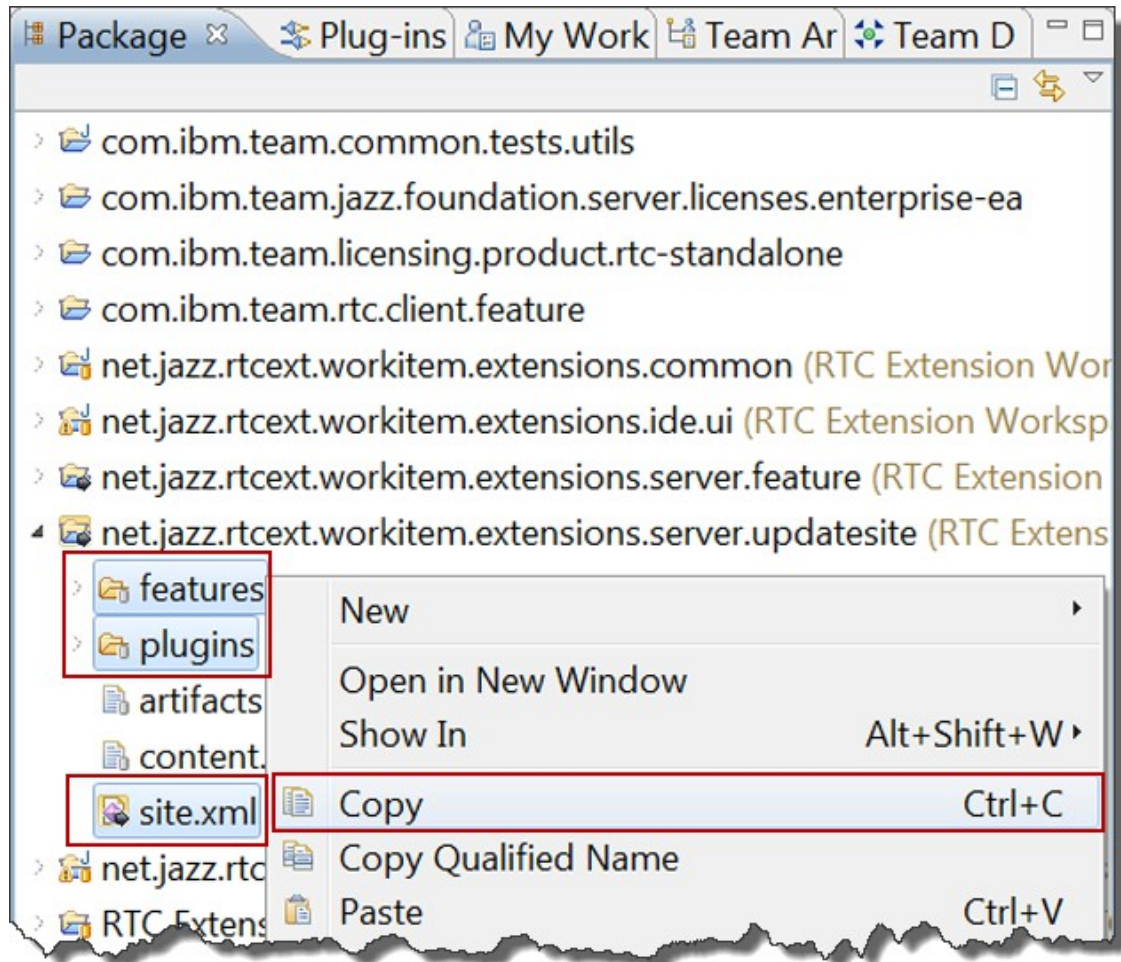 Package Plug-ins My Work Team Ar Team D
com.ibm.team.common.tests.utils
com.ibm.team.jazz.foundation.server.licenses.enterprise-ea
com.ibm.team.licensing.product.rtc-standalone
com.ibm.team.rtc.client.feature
net.jazz.rtcext.workitem.extensions.common (RTC Extension Wor
net.jazz.rtcext.workitem.extensions.ide.ui (RTC Extension Worksp
net.jazz.rtcext.workitem.extensions.server.feature (RTC Extension
net.jazz.rtcext.workitem.extensions.server.updatesite (RTC Extens
features
New
plugins
Open in New Window
artifacts
Show In Alt+Shift+W
content.
site.xml
Copy Ctrl+C
Copy Qualified Name
net.jazz.rtc
Paste Ctrl+V
RTC Extens